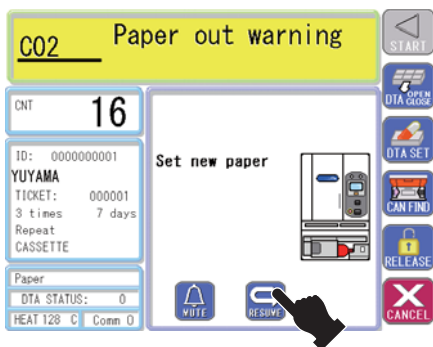 C02 Paper out warning
START
CNT 16
DTA OPEN CLOSE
ID: 0000000001
YUYAMA
TICKET: 000001
3 times 7 days
Repeat
CASSETTE
Set new paper
DTA SET
CAN FIND
RELEASE
Paper
DTA STATUS: 0
HEAT 128 C Comm 0
MUTE
RESUME
CANCEL